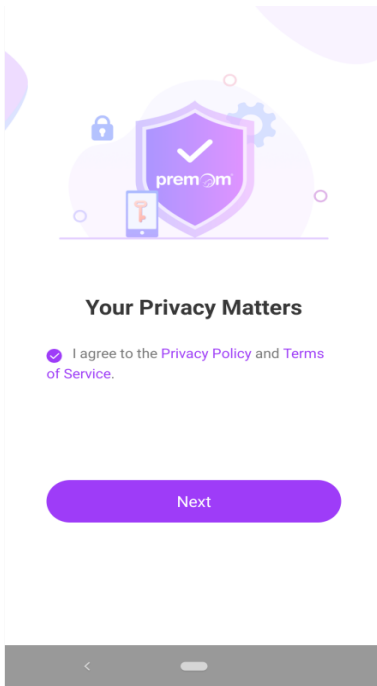 premom
Your Privacy Matters
I agree to the Privacy Policy and Terms
of Service.
Next